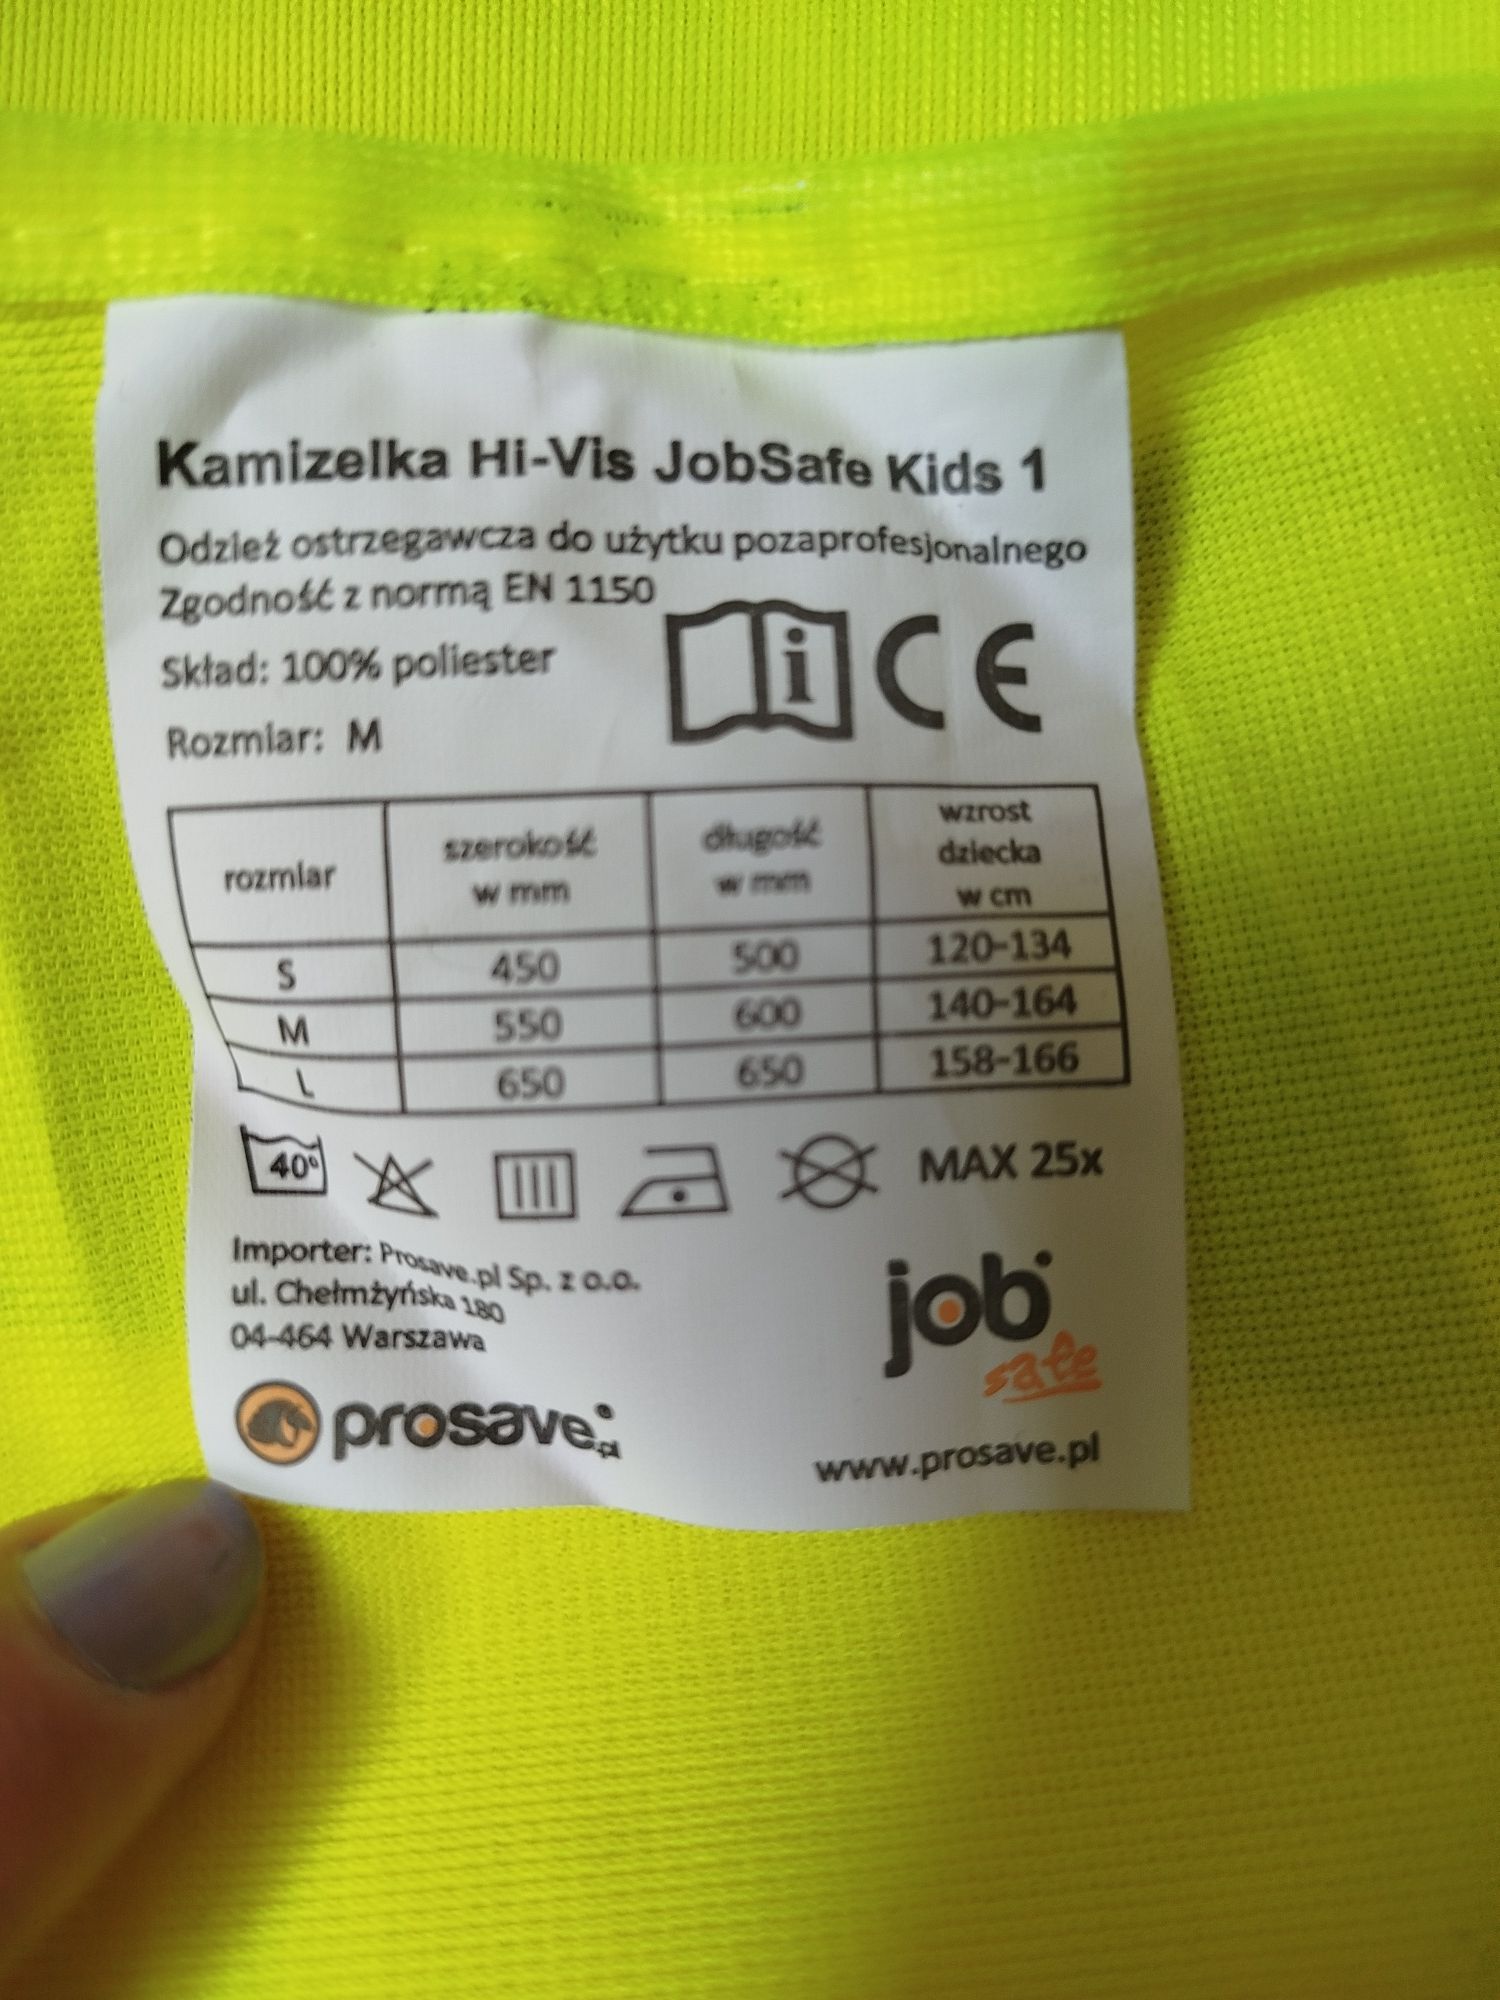 Kamizelka Hi-Vis JobSafe Kids 1
Odzież ostrzegawcza do użytku pozaprofesjonalnego
Zgodność z normą EN 1150
Skład: 100% poliester
i CE
Rozmiar: M
rozmiar szerokość w mm długość w mm wzrost dziecka w cm
S 450 500 120-134
M 550 600 140-164
L 650 650 158-166
40° MAX 25x
Importer: Prosave.pl Sp. z o.o.
ul. Chełmżyńska 180
04-464 Warszawa
job
safe
prosave.pl
www.prosave.pl